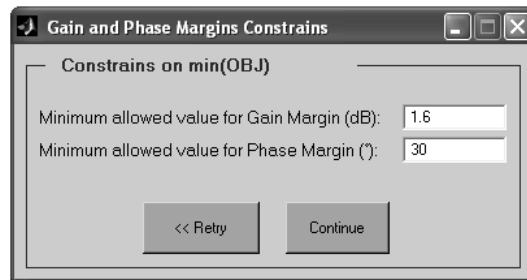 Gain and Phase Margins Constrains
Constrains on min(OBJ)
Minimum allowed value for Gain Margin (dB): 1.6
Minimum allowed value for Phase Margin (°): 30
<< Retry Continue